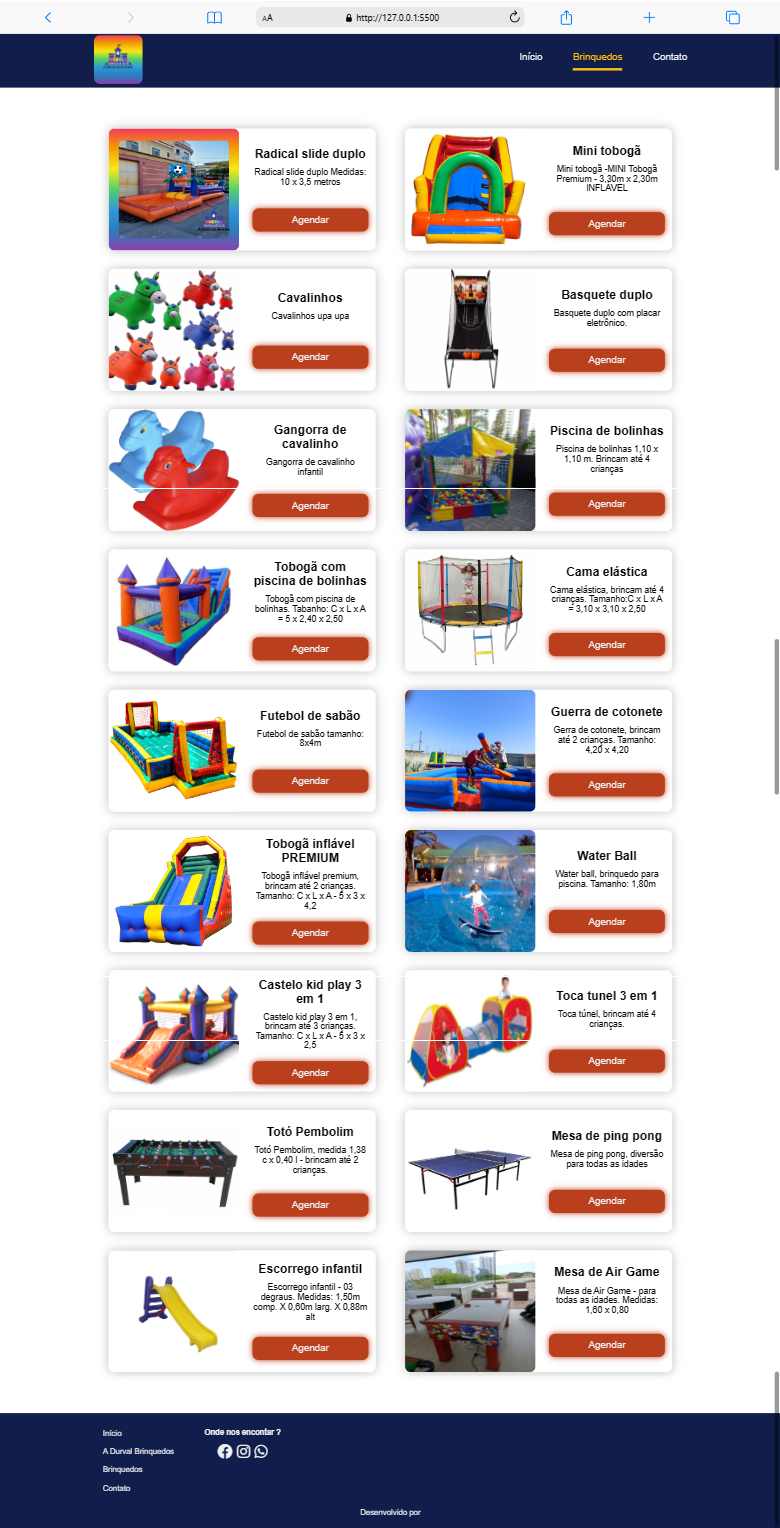 AA http://127.0.0.1:5500
Início Brinquedos Contato
Radical slide duplo
Radical slide duplo Medidas:
10 x 3,5 metros
Agendar
Mini tobogã
Mini tobogã -MINI Tobogã
Premium - 3,30m x 2,30m
INFLAVEL
Agendar
Cavalinhos
Cavalinhos upa upa
Agendar
Basquete duplo
Basquete duplo com placar
eletrônico.
Agendar
Gangorra de
cavalinho
Gangorra de cavalinho
infantil
Agendar
Piscina de bolinhas
Piscina de bolinhas 1,10 x
1,10 m. Brincam até 4
crianças
Agendar
Tobogã com
piscina de bolinhas
Tobogã com piscina de
bolinhas. Tabanho: C x L x A
= 5 x 2,40 x 2,50
Agendar
Cama elástica
Cama elástica, brincam até 4
crianças. Tamanho:C x L x A
= 3,10 x 3,10 x 2,50
Agendar
Futebol de sabão
Futebol de sabão tamanho:
8x4m
Agendar
Guerra de cotonete
Gerra de cotonete, brincam
até 2 crianças. Tamanho:
4,20 x 4,20
Agendar
Tobogã inflável
PREMIUM
Tobogã inflável premium,
brincam até 2 crianças.
Tamanho: C x L x A - 5 x 3 x
4,2
Agendar
Water Ball
Water ball, brinquedo para
piscina. Tamanho: 1,80m
Agendar
Castelo kid play 3
em 1
Castelo kid play 3 em 1,
brincam até 3 crianças.
Tamanho: C x L x A - 5 x 3 x
2,5
Agendar
Toca tunel 3 em 1
Toca túnel, brincam até 4
crianças.
Agendar
Totó Pembolim
Totó Pembolim, medida 1,38
c x 0,40 l - brincam até 2
crianças.
Agendar
Mesa de ping pong
Mesa de ping pong, diversão
para todas as idades
Agendar
Escorrego infantil
Escorrego infantil - 03
degraus. Medidas: 1,50m
comp. X 0,60m larg. X 0,88m
alt
Agendar
Mesa de Air Game
Mesa de Air Game - para
todas as idades. Medidas:
1,60 x 0,80
Agendar
Início
A Durval Brinquedos
Brinquedos
Contato
Onde nos encontar ?
Desenvolvido por